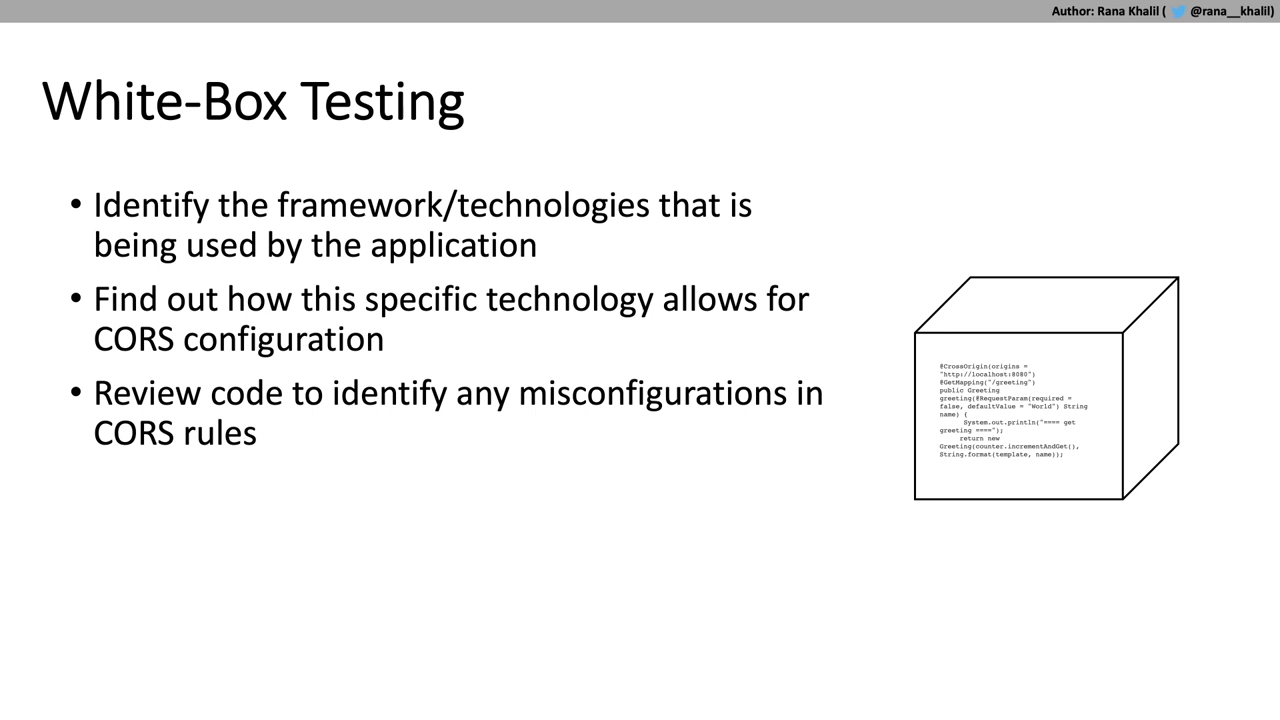 Author: Rana Khalil ( @rana__khalil)
White-Box Testing
• Identify the framework/technologies that is
being used by the application
• Find out how this specific technology allows for
CORS configuration
• Review code to identify any misconfigurations in
CORS rules
@CrossOrigin(origins =
"http://localhost:8080")
@GetMapping("/greeting")
public Greeting
greeting(@RequestParam(required =
false, defaultValue = "World") String
name) {
System.out.println("==== get
greeting ====");
return new
Greeting(counter.incrementAndGet(),
String.format(template, name));